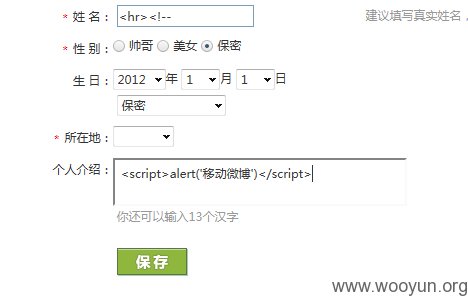 * 姓 名： <hr><!-- 建议填写真实姓名，
* 性 别： 帅哥 美女 保密
生 日： 2012 年 1 月 1 日
保密
* 所在地：
个人介绍： <script>alert('移动微博')</script>
你还可以输入13个汉字
保 存
www.wooyun.org